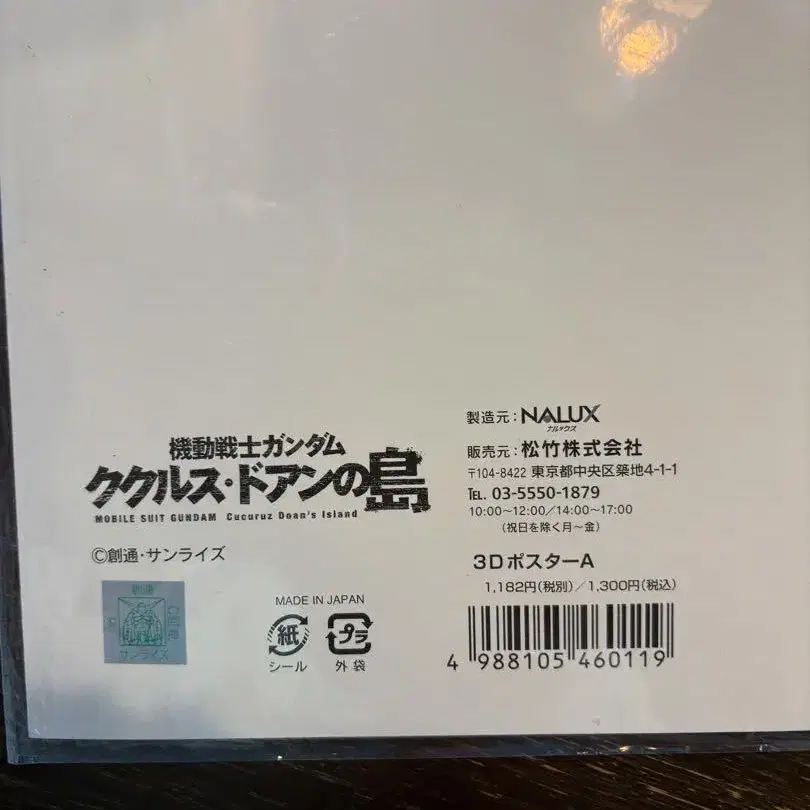 機動戦士ガンダム
ククルス・ドアンの島
MOBILE SUIT GUNDAM Cucuruz Doan's Island
©創通・サンライズ
創通
サンライズ
MADE IN JAPAN
紙
シール
プラ
外袋
製造元:NALUX
ナルックス
販売元:松竹株式会社
〒104-8422 東京都中央区築地4-1-1
TEL. 03-5550-1879
10:00〜12:00/14:00〜17:00
(祝日を除く月〜金)
3DポスターA
1,182円(税別)/1,300円(税込)
4 988105 460119